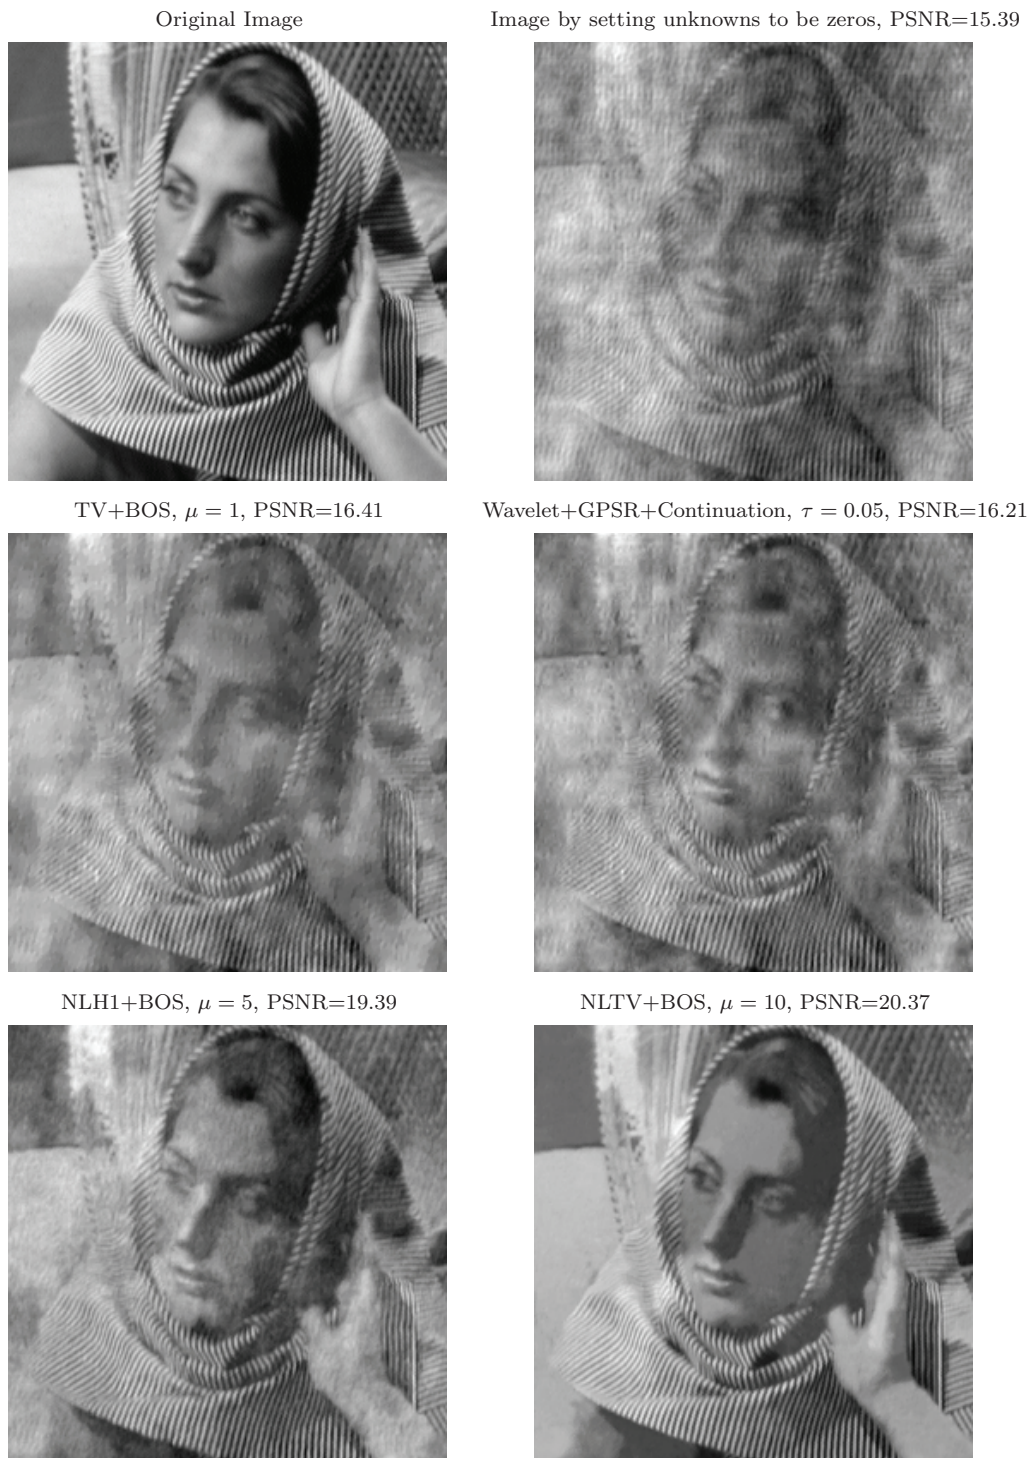 Original Image
Image by setting unknowns to be zeros, PSNR=15.39
TV+BOS, μ = 1, PSNR=16.41
Wavelet+GPSR+Continuation, τ = 0.05, PSNR=16.21
NLH1+BOS, μ = 5, PSNR=19.39
NLTV+BOS, μ = 10, PSNR=20.37